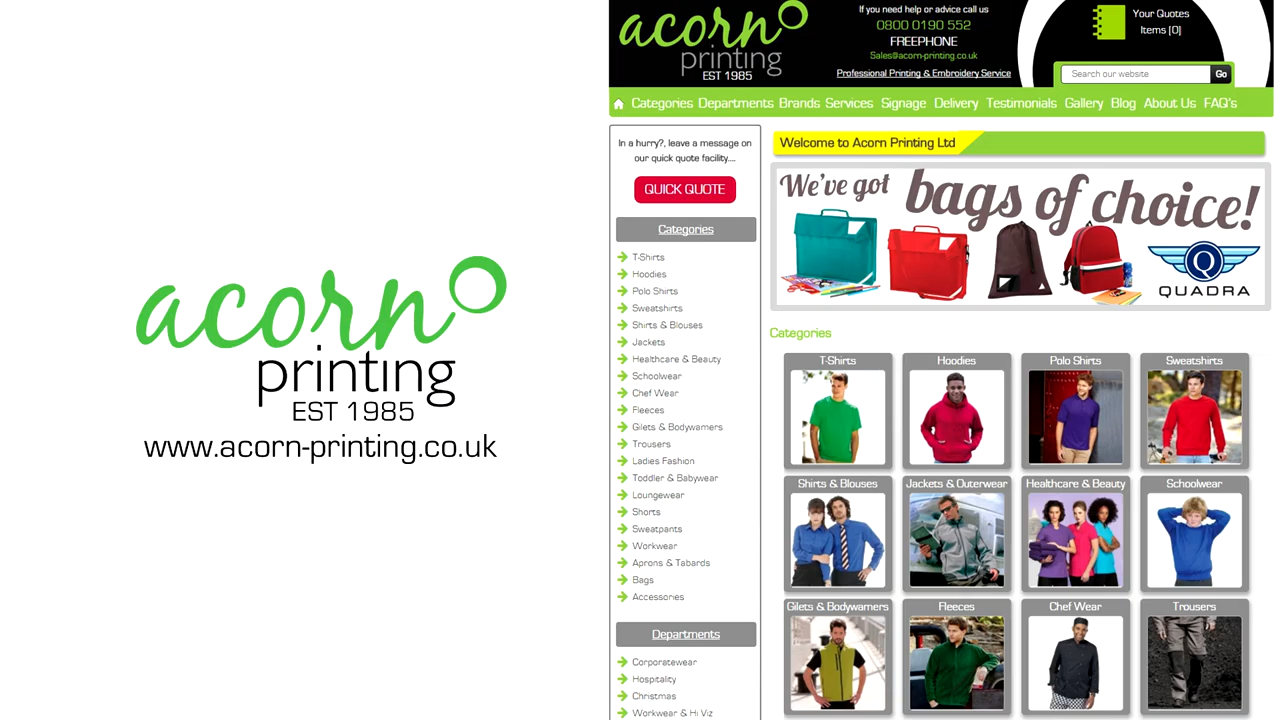 acorn
printing
EST 1985
www.acorn-printing.co.uk
acorn
printing
EST 1985
If you need help or advice call us
0800 0190 552
FREEPHONE
Sales@acorn-printing.co.uk
Professional Printing & Embroidery Service
Your Quotes
Items [0]
Search our website
Go
Categories Departments Brands Services Signage Delivery Testimonials Gallery Blog About Us FAQ's
In a hurry?, leave a message on
our quick quote facility....
QUICK QUOTE
Categories
T-Shirts
Hoodies
Polo Shirts
Sweatshirts
Shirts & Blouses
Jackets
Healthcare & Beauty
Schoolwear
Chef Wear
Fleeces
Gilets & Bodywamers
Trousers
Ladies Fashion
Toddler & Babywear
Loungewear
Shorts
Sweatpants
Workwear
Aprons & Tabards
Bags
Accessories
Departments
Corporatewear
Hospitality
Christmas
Workwear & Hi Viz
Welcome to Acorn Printing Ltd
We've got bags of choice!
Q
QUADRA
Categories
T-Shirts
Hoodies
Polo Shirts
Sweatshirts
Shirts & Blouses
Jackets & Outerwear
Healthcare & Beauty
Schoolwear
Gilets & Bodywamers
Fleeces
Chef Wear
Trousers